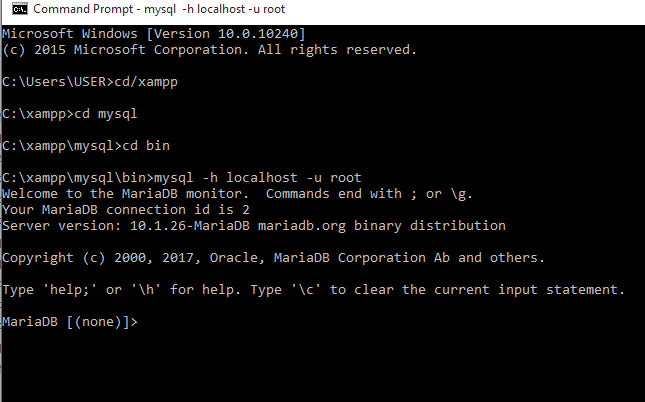 Command Prompt - mysql  -h localhost -u root
Microsoft Windows [Version 10.0.10240]
(c) 2015 Microsoft Corporation. All rights reserved.
C:\Users\USER>cd/xampp
C:\xampp>cd mysql
C:\xampp\mysql>cd bin
C:\xampp\mysql\bin>mysql -h localhost -u root
Welcome to the MariaDB monitor.  Commands end with ; or \g.
Your MariaDB connection id is 2
Server version: 10.1.26-MariaDB mariadb.org binary distribution
Copyright (c) 2000, 2017, Oracle, MariaDB Corporation Ab and others.
Type 'help;' or '\h' for help. Type '\c' to clear the current input statement.
MariaDB [(none)]>